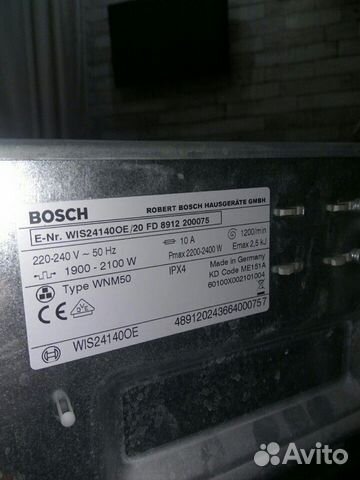 BOSCH
ROBERT BOSCH HAUSGERÄTE GMBH
E-Nr. WIS24140OE /20 FD 8912 200075
220-240 V ~ 50 Hz 10 A 1200/min
1900 - 2100 W Pmax 2200-2400 W Emax 2,5 kJ
Type WNM50 IPX4 Made in Germany
KD Code ME151A
60100X002101004
WIS24140OE 489120243664000757
Avito